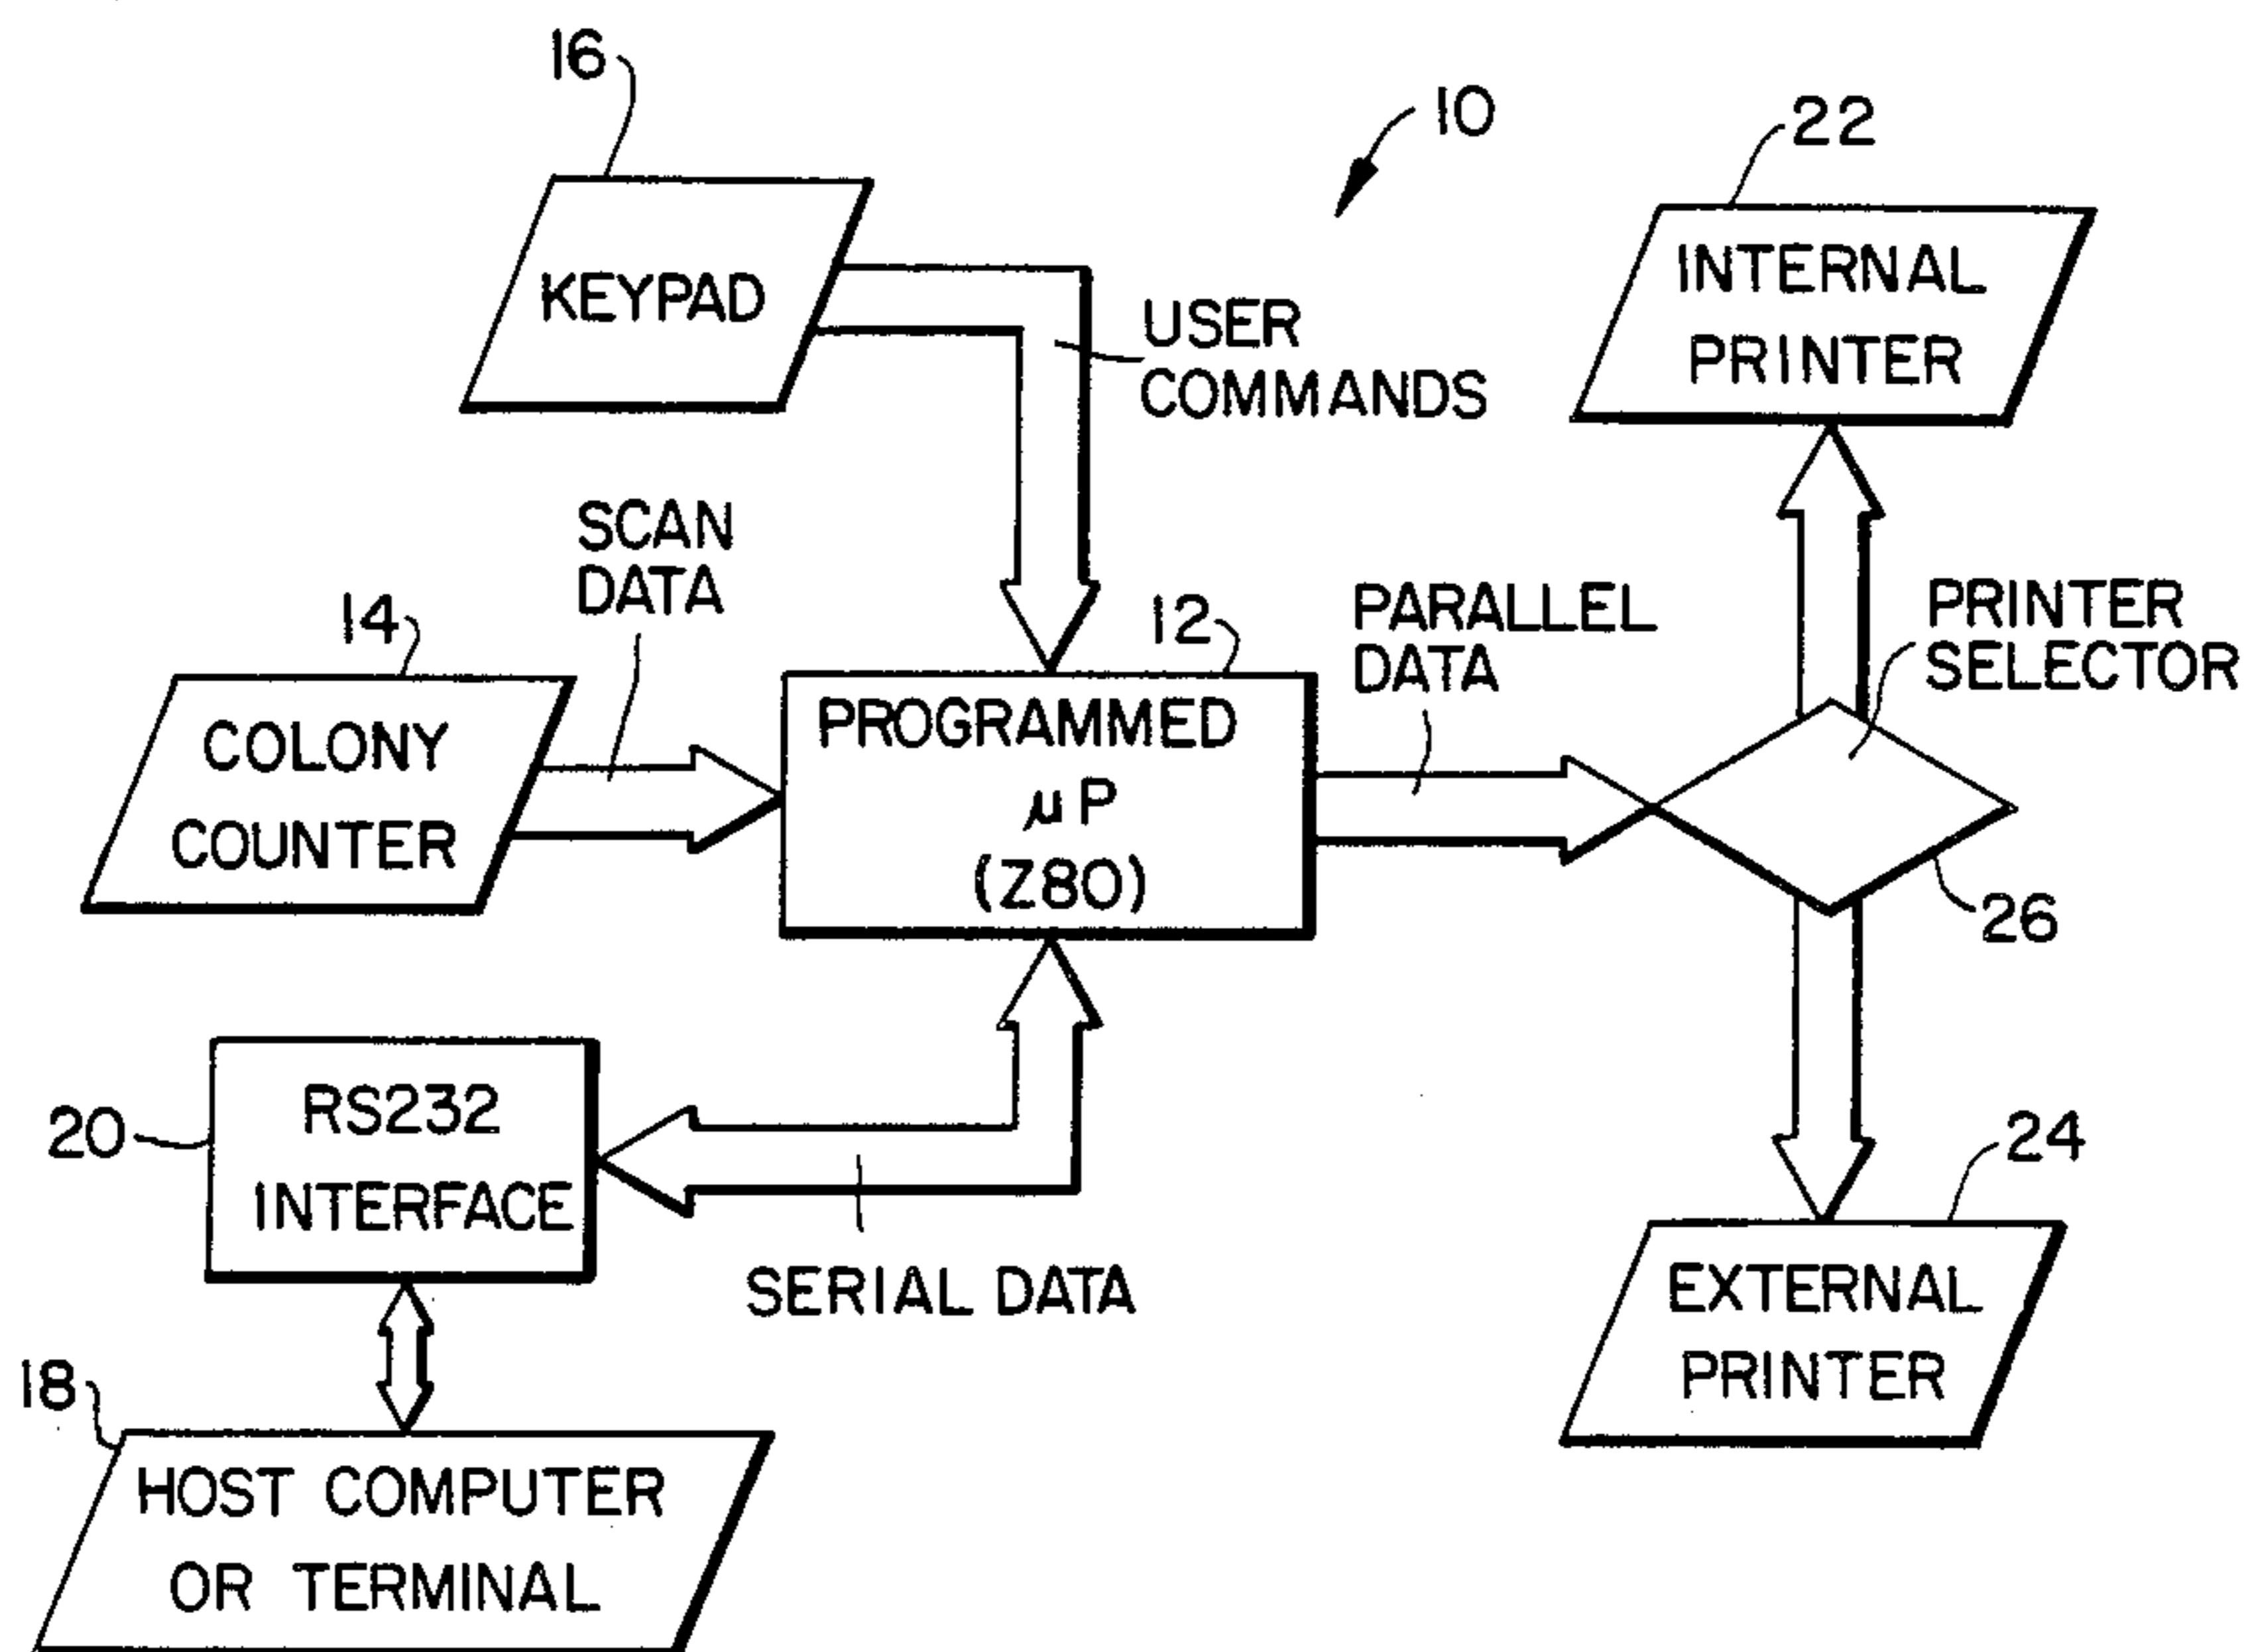 16
10
22
KEYPAD
USER
COMMANDS
INTERNAL
PRINTER
SCAN
DATA
14
12
PARALLEL
DATA
PRINTER
SELECTOR
COLONY
COUNTER
PROGRAMMED
µP
(Z80)
26
20
RS232
INTERFACE
SERIAL DATA
24
EXTERNAL
PRINTER
18
HOST COMPUTER
OR TERMINAL